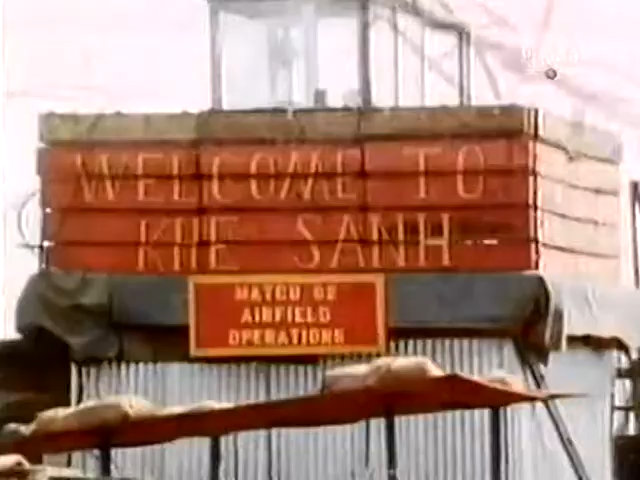 WELCOME TO
KHE SANH
MATCU 62
AIRFIELD
OPERATIONS